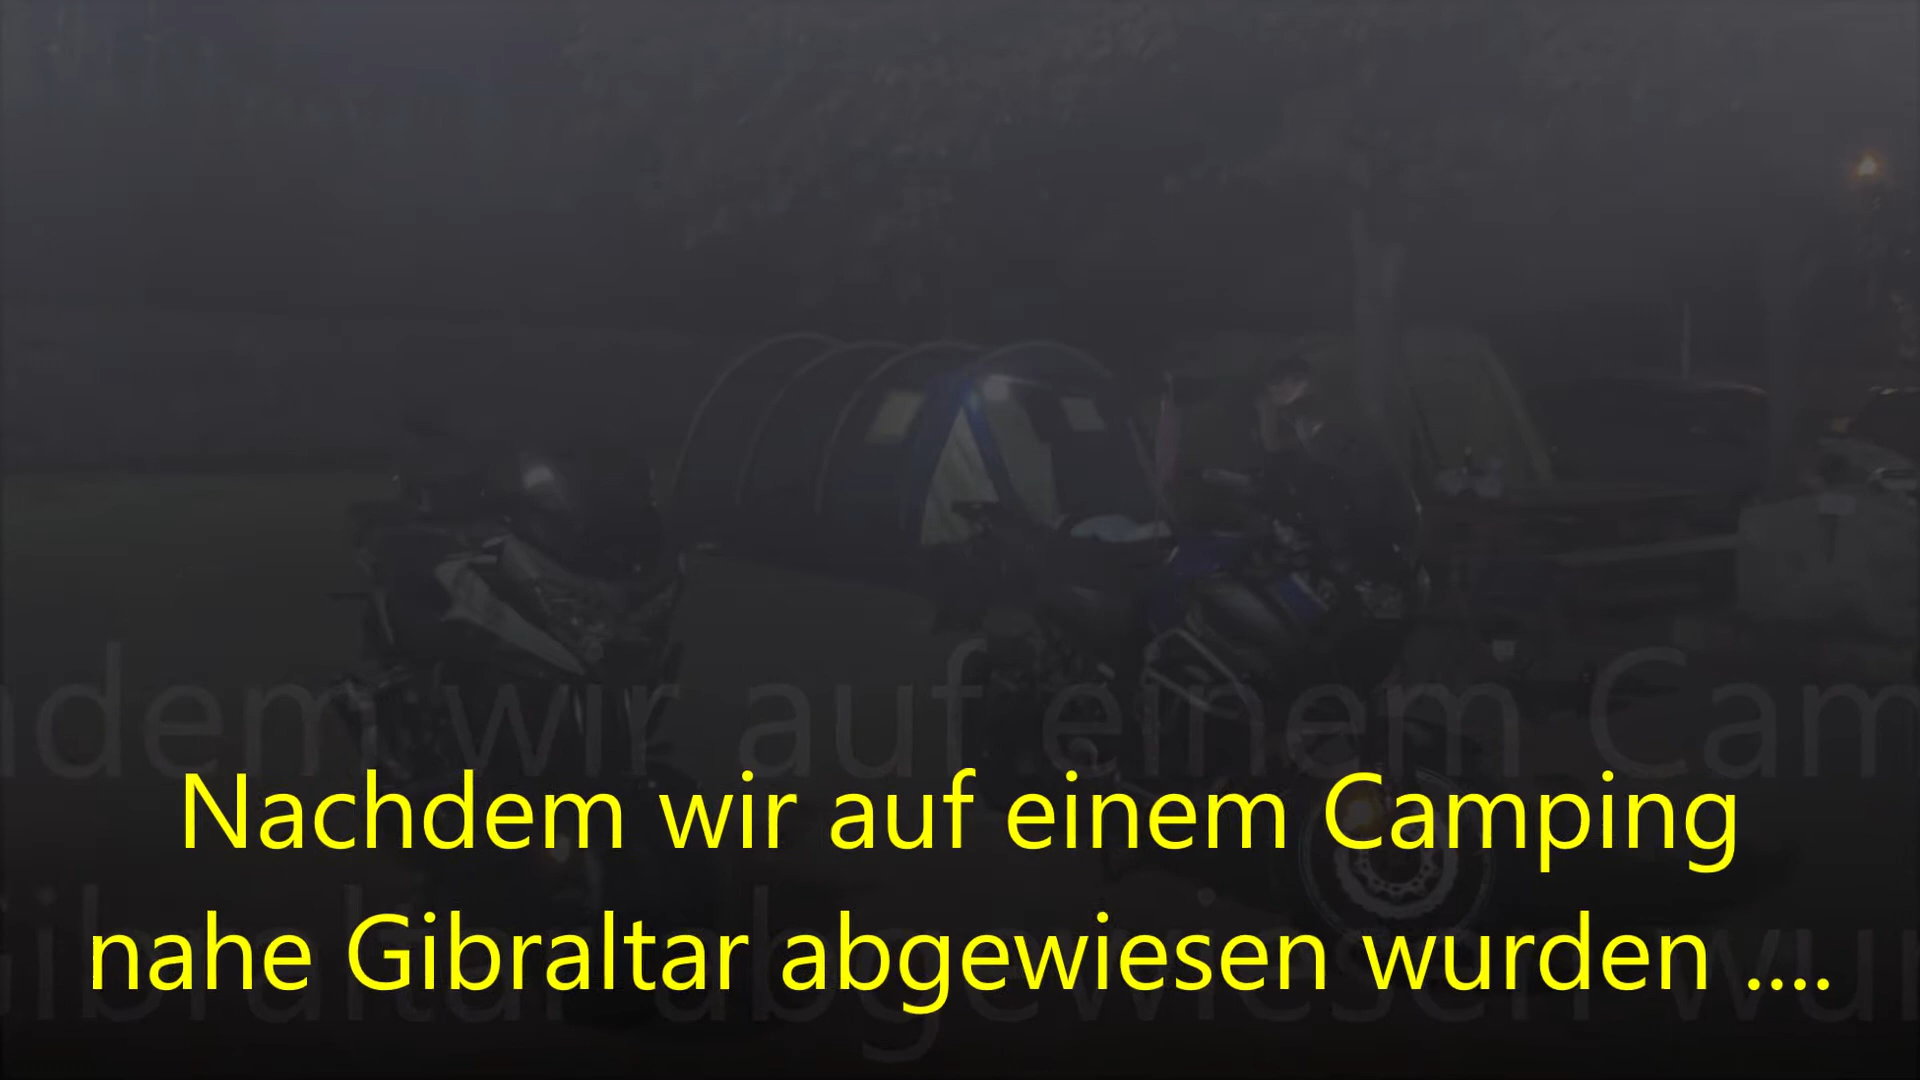 Nachdem wir auf einem Camping
nahe Gibraltar abgewiesen wurden ....